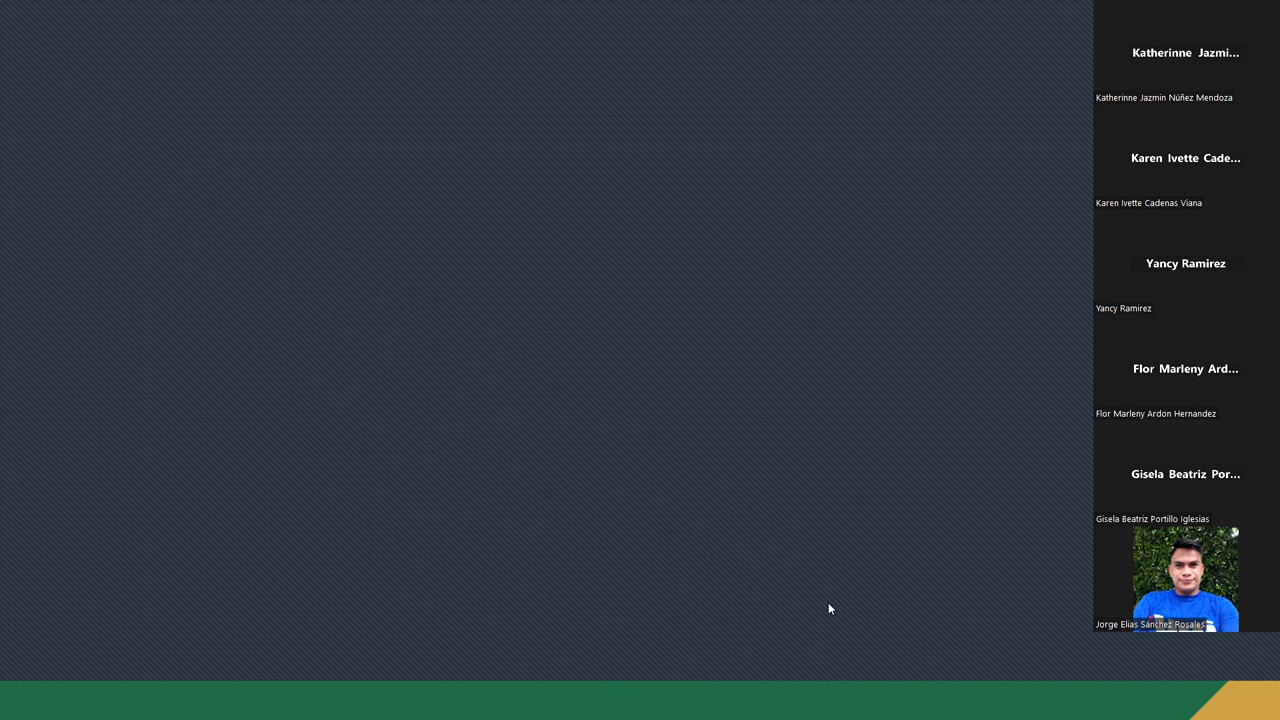 Katherinne Jazmi...
Katherinne Jazmin Núñez Mendoza
Karen Ivette Cade...
Karen Ivette Cadenas Viana
Yancy Ramirez
Yancy Ramirez
Flor Marleny Ard...
Flor Marleny Ardon Hernandez
Gisela Beatriz Por...
Gisela Beatriz Portillo Iglesias
Jorge Elias Sánchez Rosales